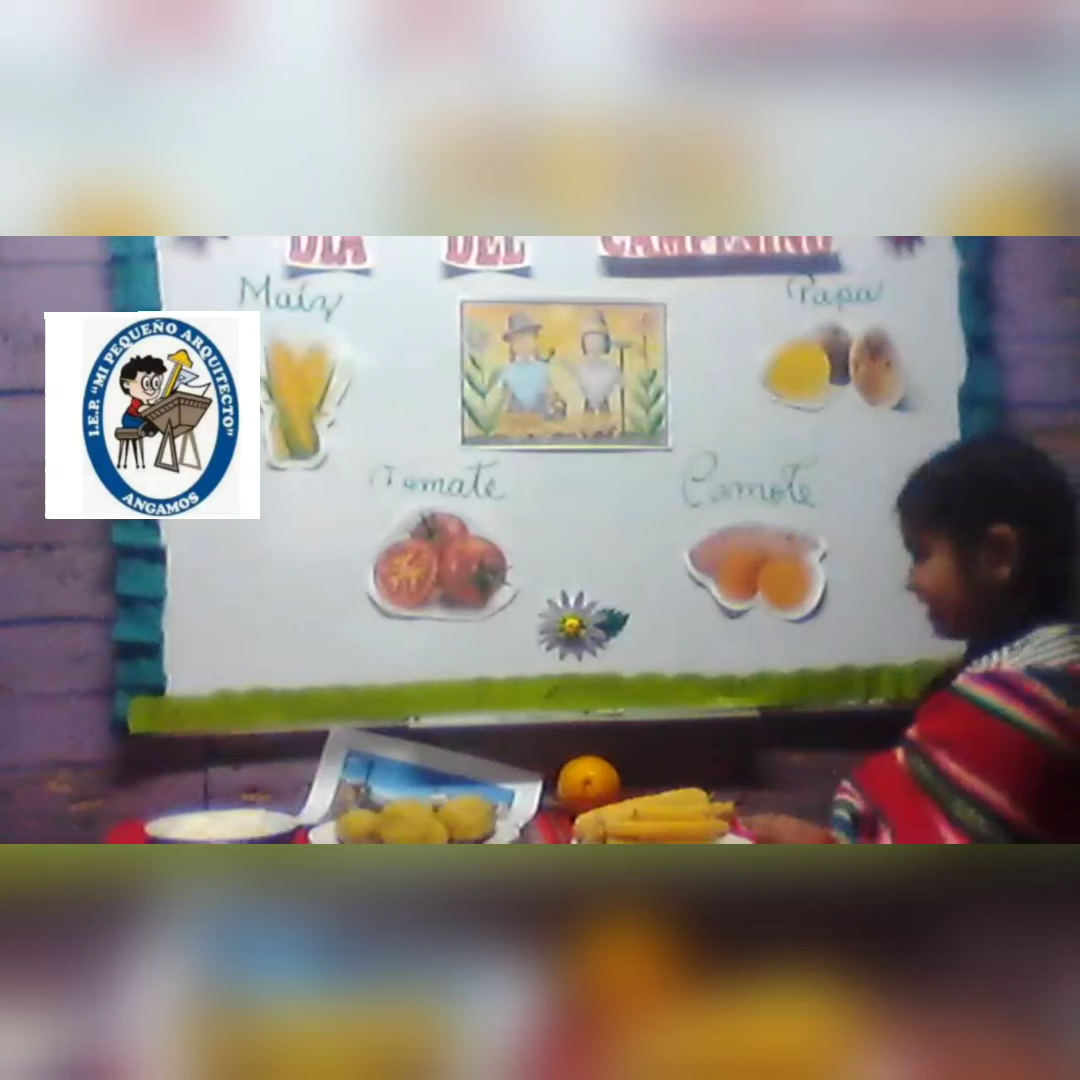 DIA DEL CAMPESINO
Maíz
Papa
Tomate
Camote
I.E.P. "MI PEQUEÑO ARQUITECTO"
ANGAMOS